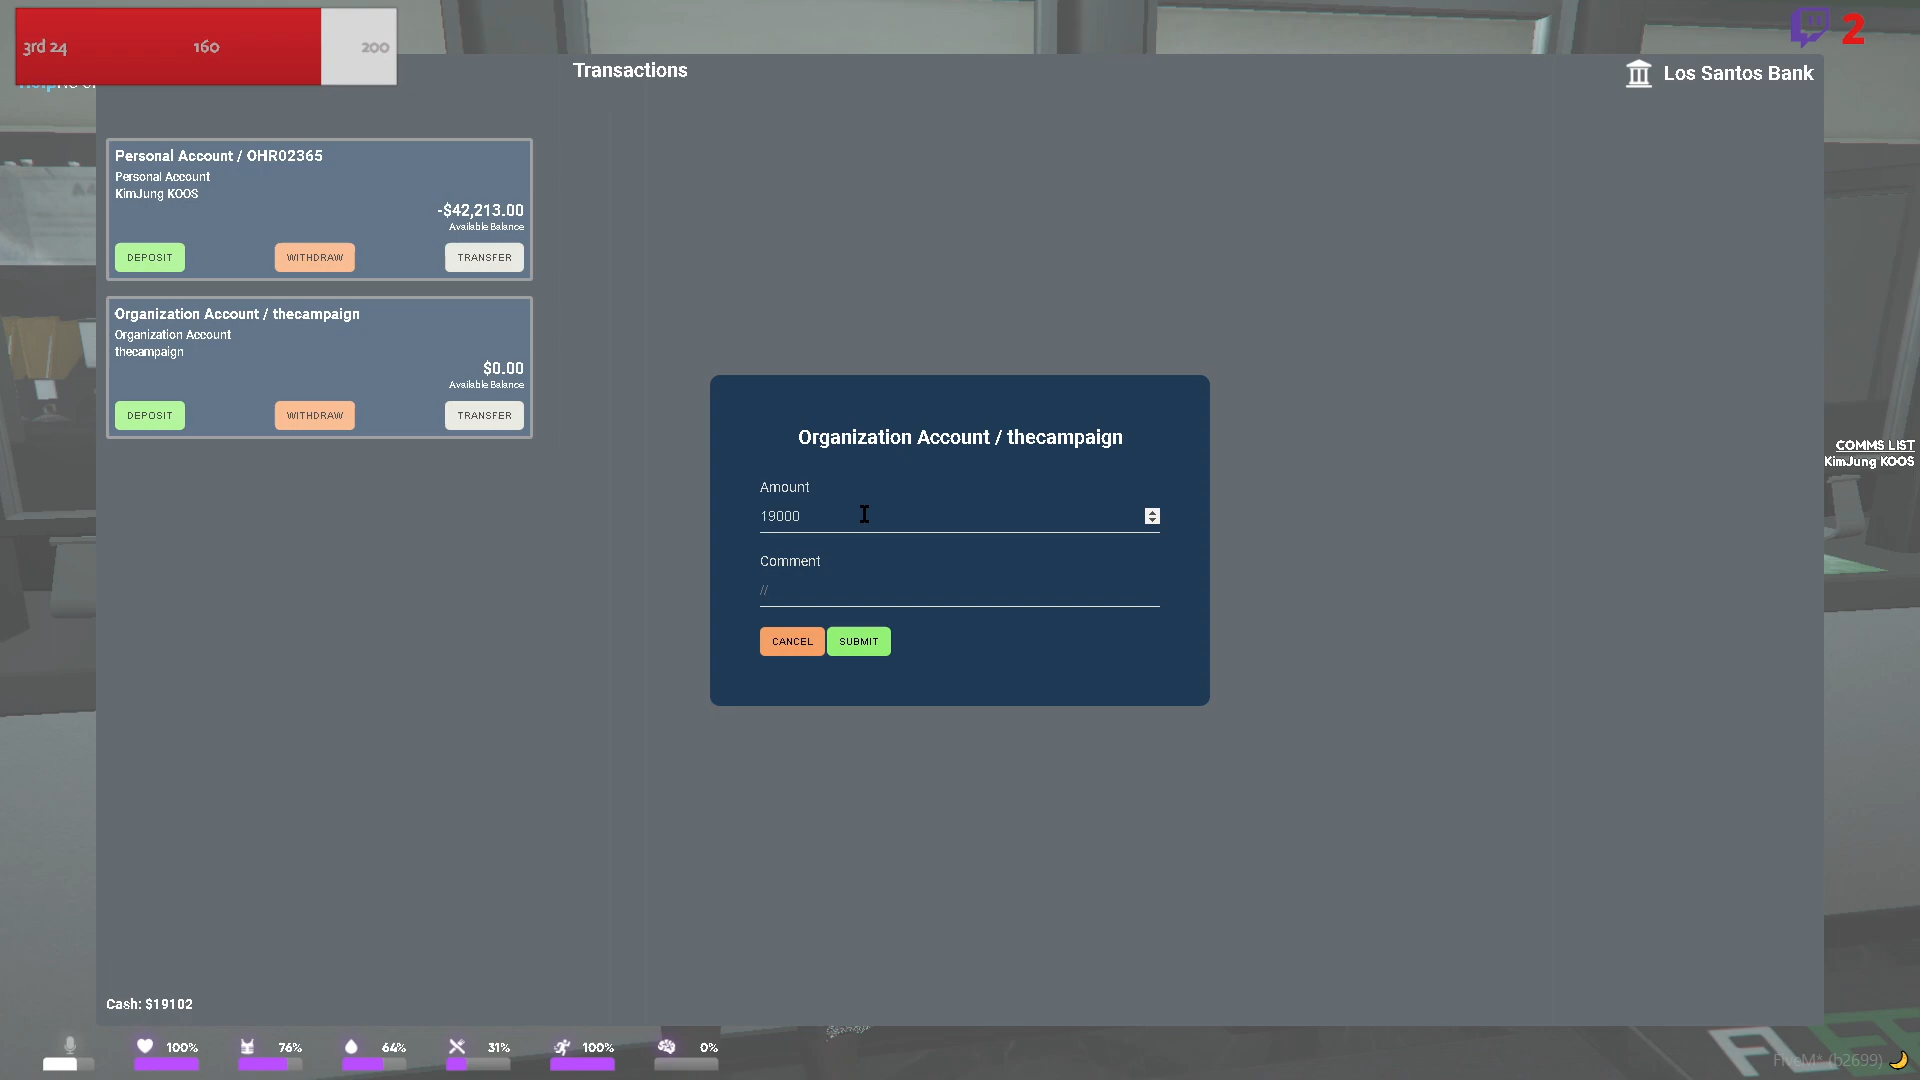 3rd 24 160 200
2
Transactions
Los Santos Bank
Personal Account / OHR02365
Personal Account
KimJung KOOS
-$42,213.00
Available Balance
DEPOSIT WITHDRAW TRANSFER
Organization Account / thecampaign
Organization Account
thecampaign
$0.00
Available Balance
DEPOSIT WITHDRAW TRANSFER
Organization Account / thecampaign
Amount
19000
Comment
//
CANCEL SUBMIT
COMMS LIST
KimJung KOOS
Cash: $19102
100% 76% 64% 31% 100% 0%
FiveM* (b2699)